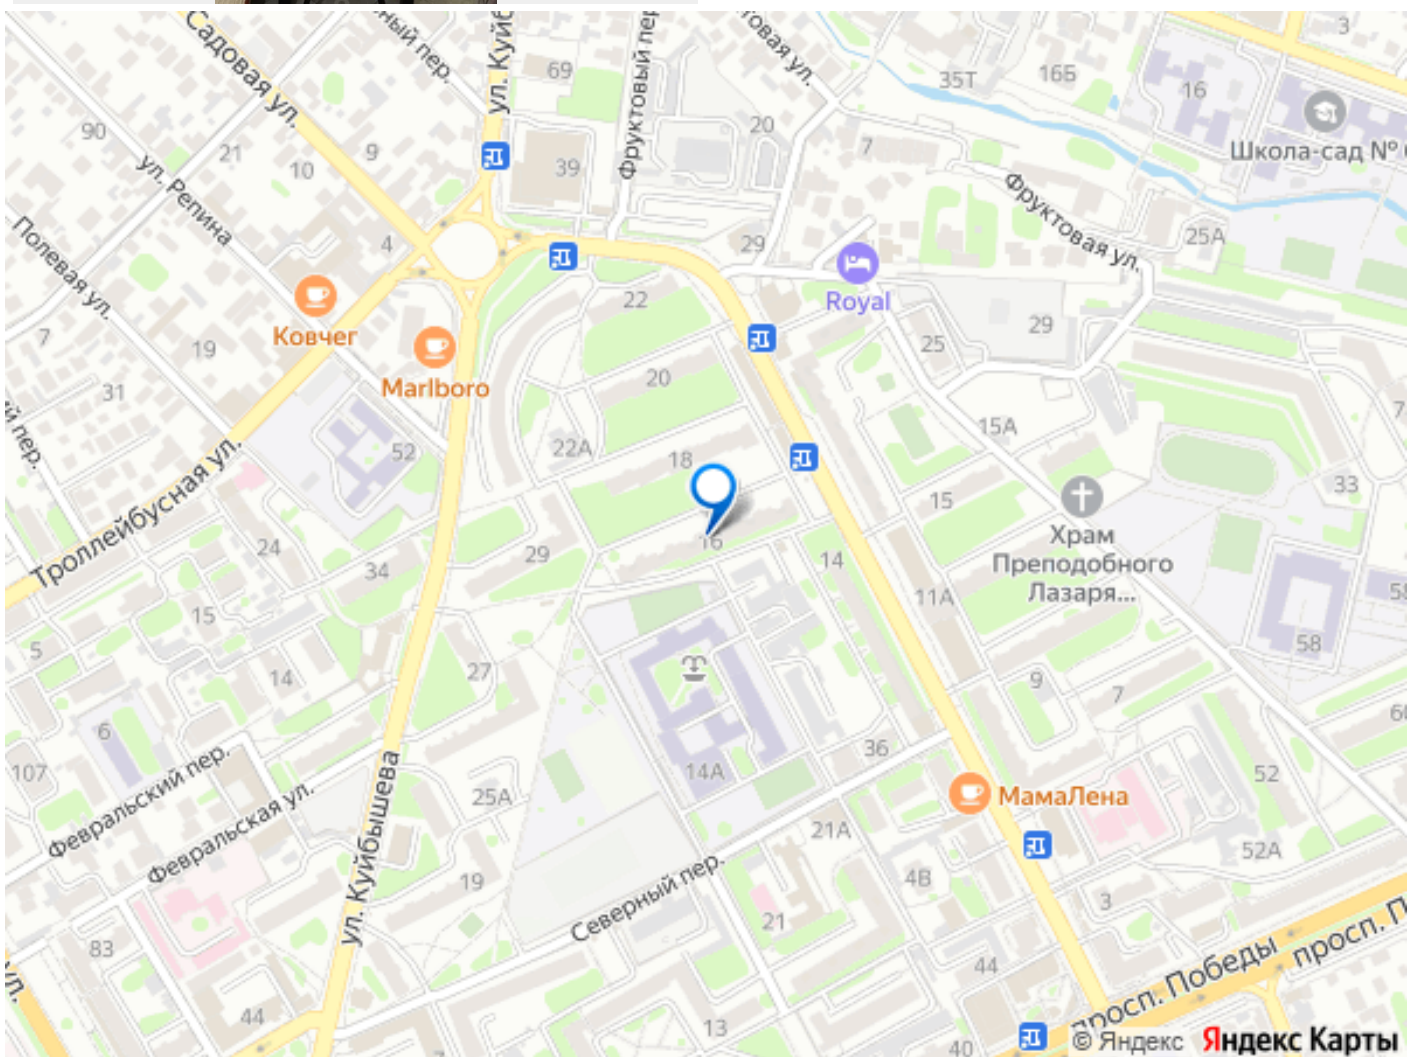 Садовая ул.
ный пер.
ул. Куйб
69
Фруктовый пер
товая ул.
35Т
16Б
3
16
Школа-сад №
90
21
9
10
39
20
7
ул. Репина
Фруктовая ул.
Полевая ул.
4
29
25А
Ковчег
22
Royal
7
19
Marlboro
25
29
31
20
й пер.
52
22А
18
15А
7
Троллейбусная ул.
24
29
16
15
33
Храм
Преподобного
Лазаря...
34
14
11А
15
5
58
58
27
14
9
7
6
60
107
Февральский пер.
14А
36
52
Февральская ул.
25А
МамаЛена
21А
52А
ул. Куйбышева
19
Северный пер.
4В
3
83
21
ул.
44
просп. Победы
просп. П
44
13
40
© Яндекс Яндекс Карты